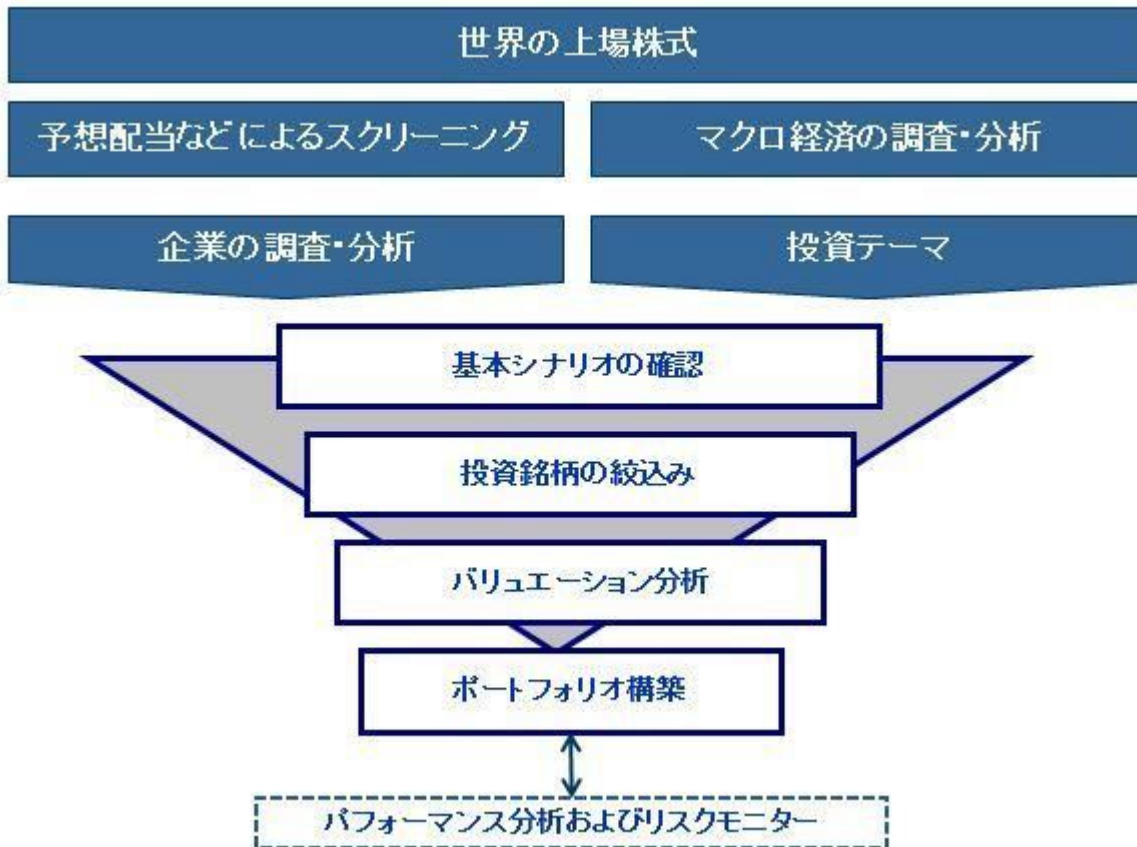 世界の上場株式
予想配当などによるスクリーニング
マクロ経済の調査・分析
企業の調査・分析
投資テーマ
基本シナリオの確認
投資銘柄の絞込み
バリュエーション分析
ポートフォリオ構築
パフォーマンス分析およびリスクモニター